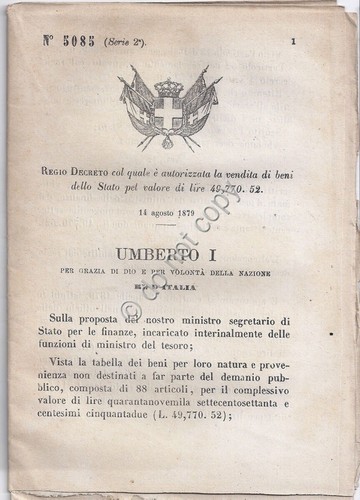 N° 5085 (Serie 2ª). 1
REGIO DECRETO col quale è autorizzata la vendita di beni
dello Stato pel valore di lire 49,770. 52.
14 agosto 1879
UMBERTO I
PER GRAZIA DI DIO E PER VOLONTÀ DELLA NAZIONE
RE D'ITALIA
Sulla proposta del nostro ministro segretario di
Stato per le finanze, incaricato interinalmente delle
funzioni di ministro del tesoro;
Vista la tabella dei beni per loro natura e prove-
nienza non destinati a far parte del demanio pub-
blico, composta di 88 articoli, per il complessivo
valore di lire quarantanovemila settecentosettanta e
centesimi cinquantadue (L. 49,770. 52);
do not copy